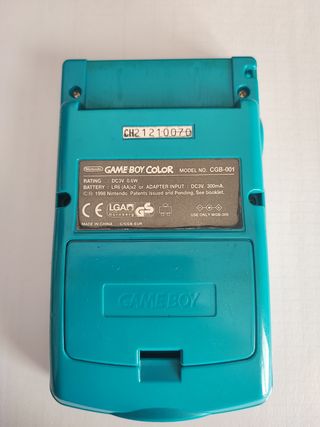 CH21210070
Nintendo GAME BOY COLOR MODEL NO. CGB-001
RATING : DC3V 0.6W
BATTERY : LR6 (AA)x2 or ADAPTER INPUT : DC3V, 300mA
© 1998 Nintendo. Patents Issued and Pending. See booklet.
CE LGA GS
USE ONLY MGB-005
MADE IN CHINA
GAME BOY